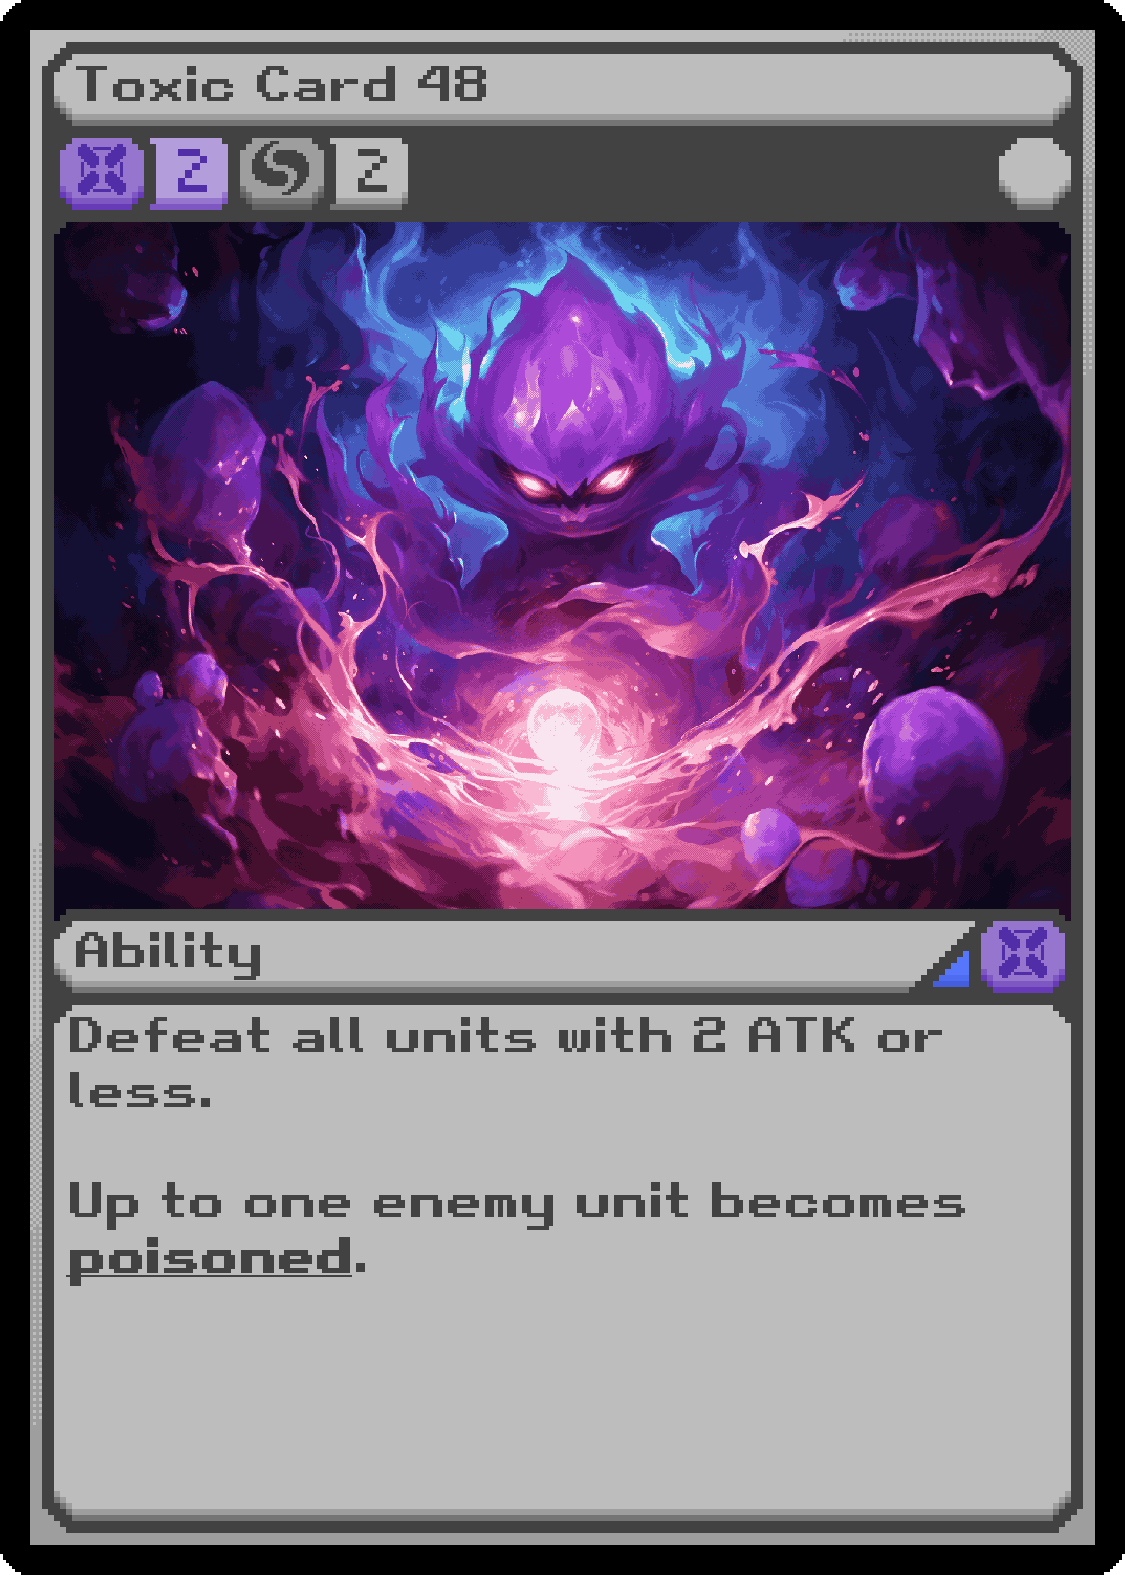 Toxic Card 48
2 2
Ability
Defeat all units with 2 ATK or
less.
Up to one enemy unit becomes
poisoned.